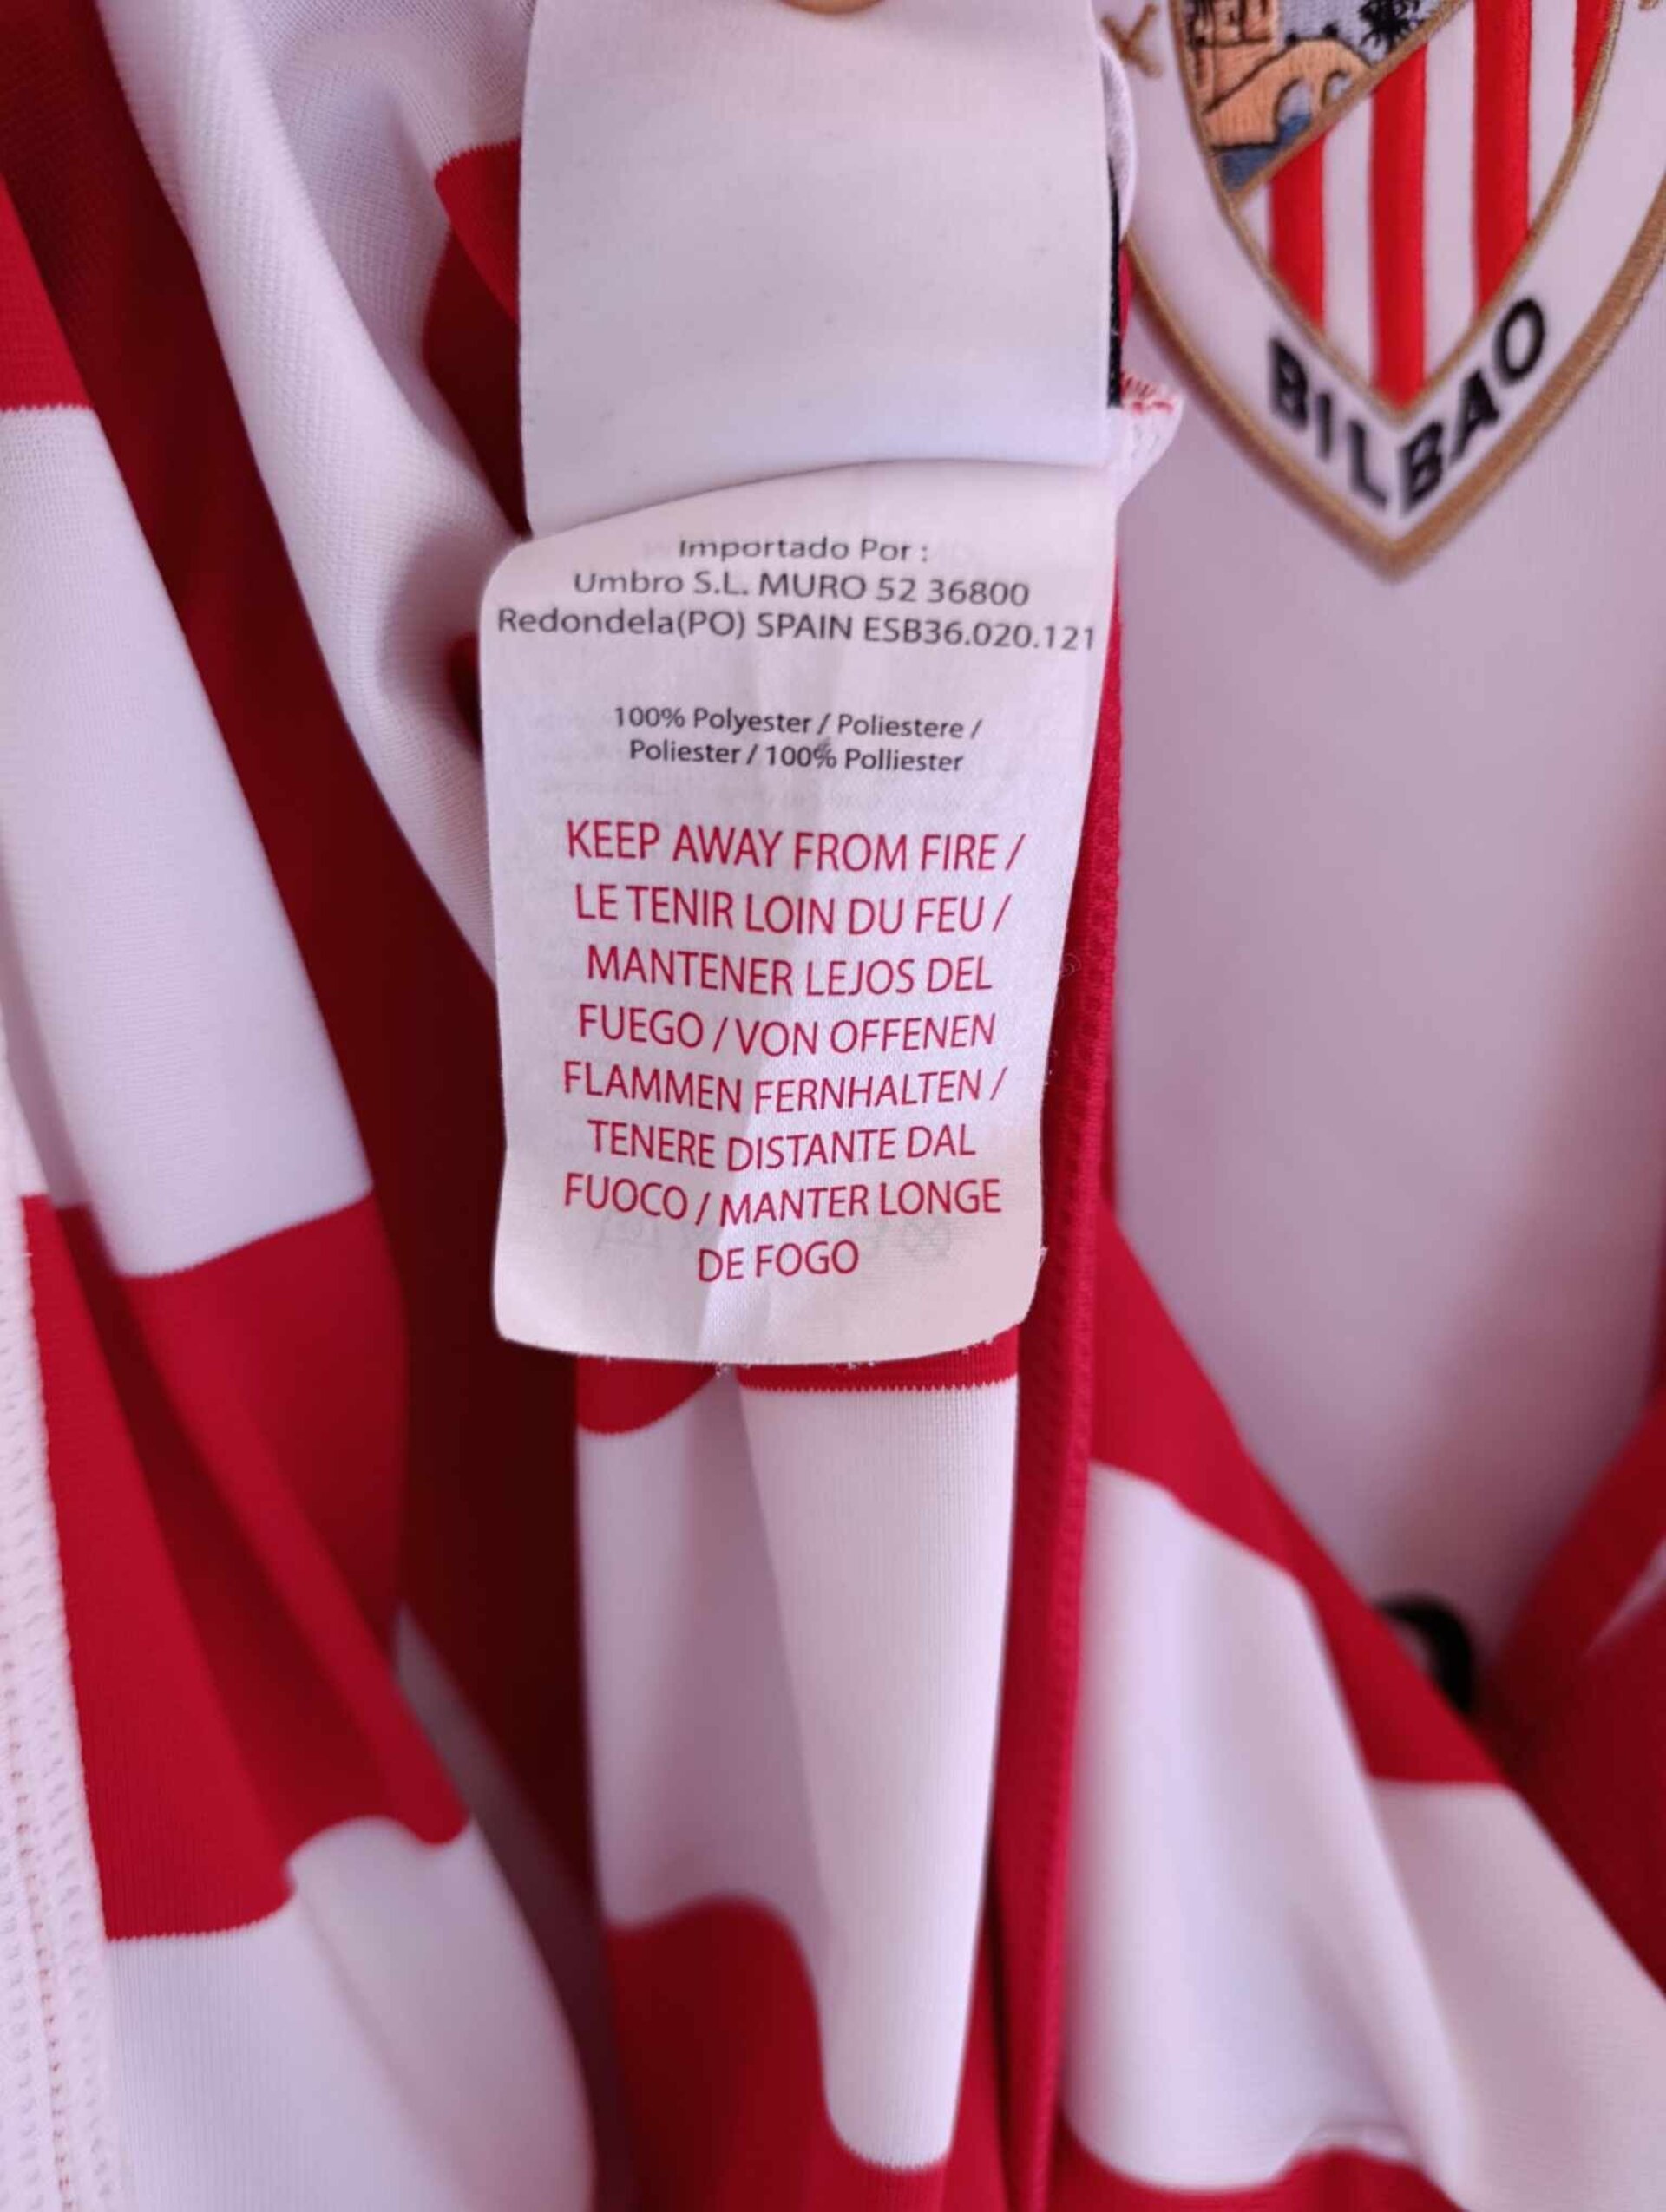 BILBAO
Importado Por :
Umbro S.L. MURO 52 36800
Redondela(PO) SPAIN ESB36.020.121
100% Polyester / Poliestere /
Poliester / 100% Polliester
KEEP AWAY FROM FIRE /
LE TENIR LOIN DU FEU /
MANTENER LEJOS DEL
FUEGO / VON OFFENEN
FLAMMEN FERNHALTEN /
TENERE DISTANTE DAL
FUOCO / MANTER LONGE
DE FOGO